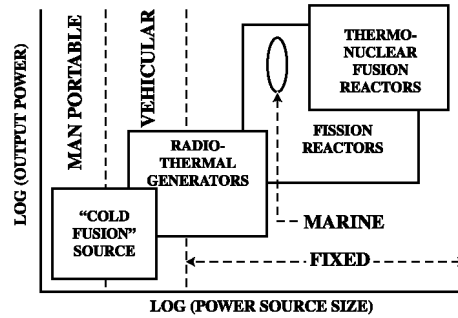 THERMO-
NUCLEAR
FUSION
REACTORS
MAN PORTABLE
VEHICULAR
LOG (OUTPUT POWER)
RADIO-
THERMAL
GENERATORS
FISSION
REACTORS
"COLD
FUSION"
SOURCE
MARINE
FIXED
LOG (POWER SOURCE SIZE)